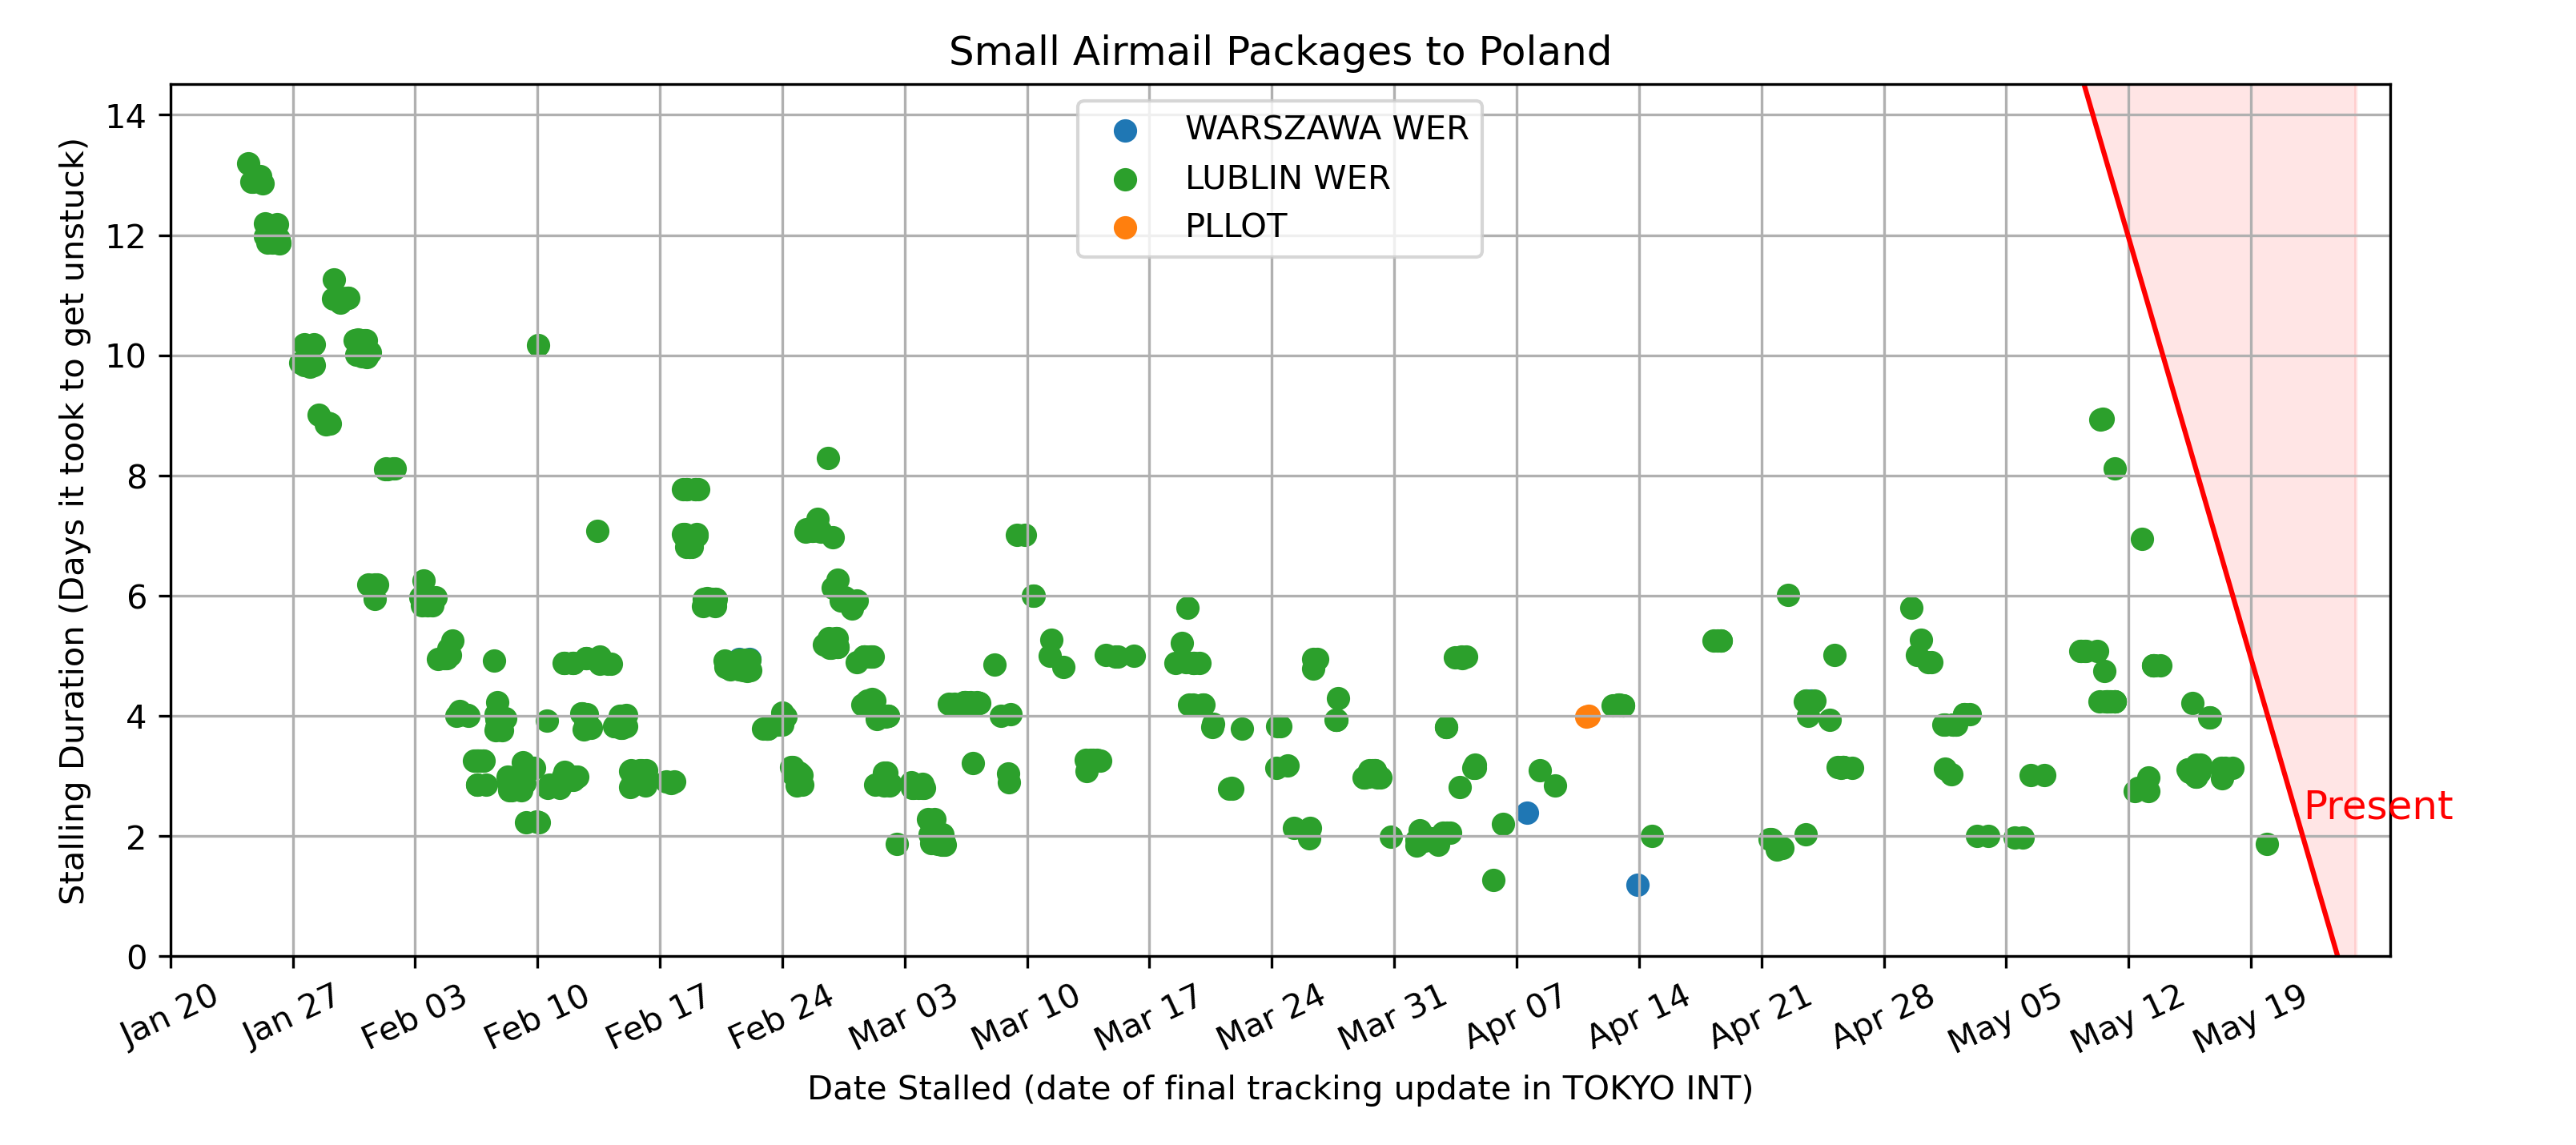 Small Airmail Packages to Poland
WARSZAWA WER
LUBLIN WER
PLLOT
Stalling Duration (Days it took to get unstuck)
14
12
10
8
6
4
2
0
Present
Jan 20
Jan 27
Feb 03
Feb 10
Feb 17
Feb 24
Mar 03
Mar 10
Mar 17
Mar 24
Mar 31
Apr 07
Apr 14
Apr 21
Apr 28
May 05
May 12
May 19
Date Stalled (date of final tracking update in TOKYO INT)